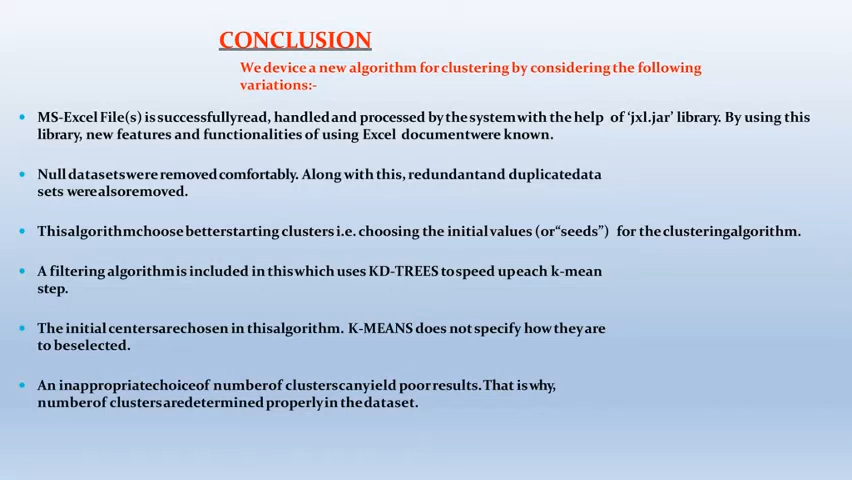 CONCLUSION
We device a new algorithm for clustering by considering the following
variations:-
• MS-Excel File(s) is successfully read, handled and processed by the system with the help of ‘jxl.jar’ library. By using this
library, new features and functionalities of using Excel document were known.
• Null data sets were removed comfortably. Along with this, redundant and duplicate data
sets were also removed.
• This algorithm choose better starting clusters i.e. choosing the initial values (or “seeds”) for the clustering algorithm.
• A filtering algorithm is included in this which uses KD-TREES to speed up each k-mean
step.
• The initial centers are chosen in this algorithm. K-MEANS does not specify how they are
to be selected.
• An inappropriate choice of number of clusters can yield poor results. That is why,
number of clusters are determined properly in the dataset.